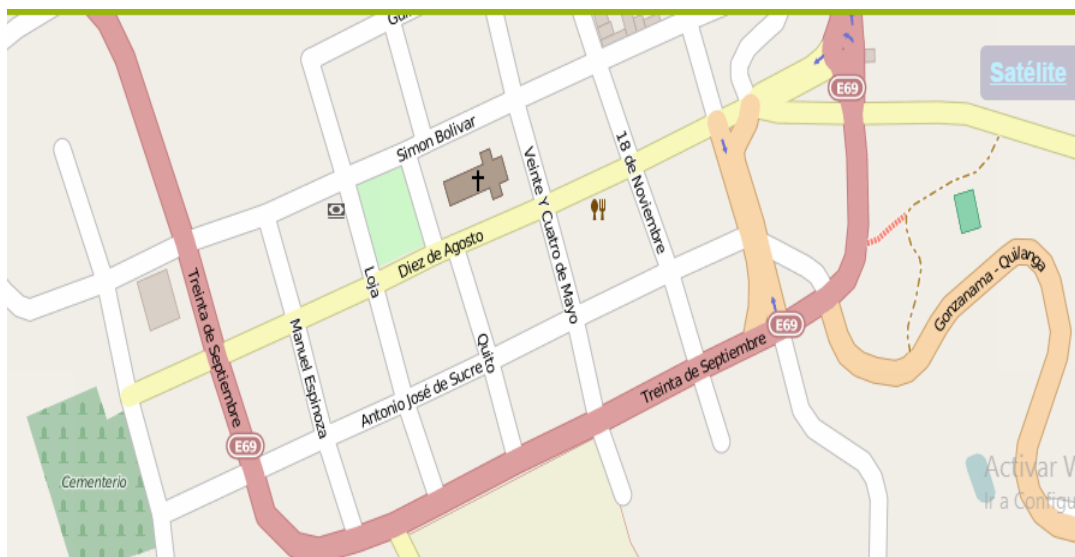 E69
Satélite
Simon Bolivar
18 de Noviembre
Veinte Y Cuatro de Mayo
Diez de Agosto
Loja
Treinta de Septiembre
Gonzanama - Quilanga
Manuel Espinoza
E69
Quito
Treinta de Septiembre
Antonio José de Sucre
E69
Cementerio
Activar
Ir a